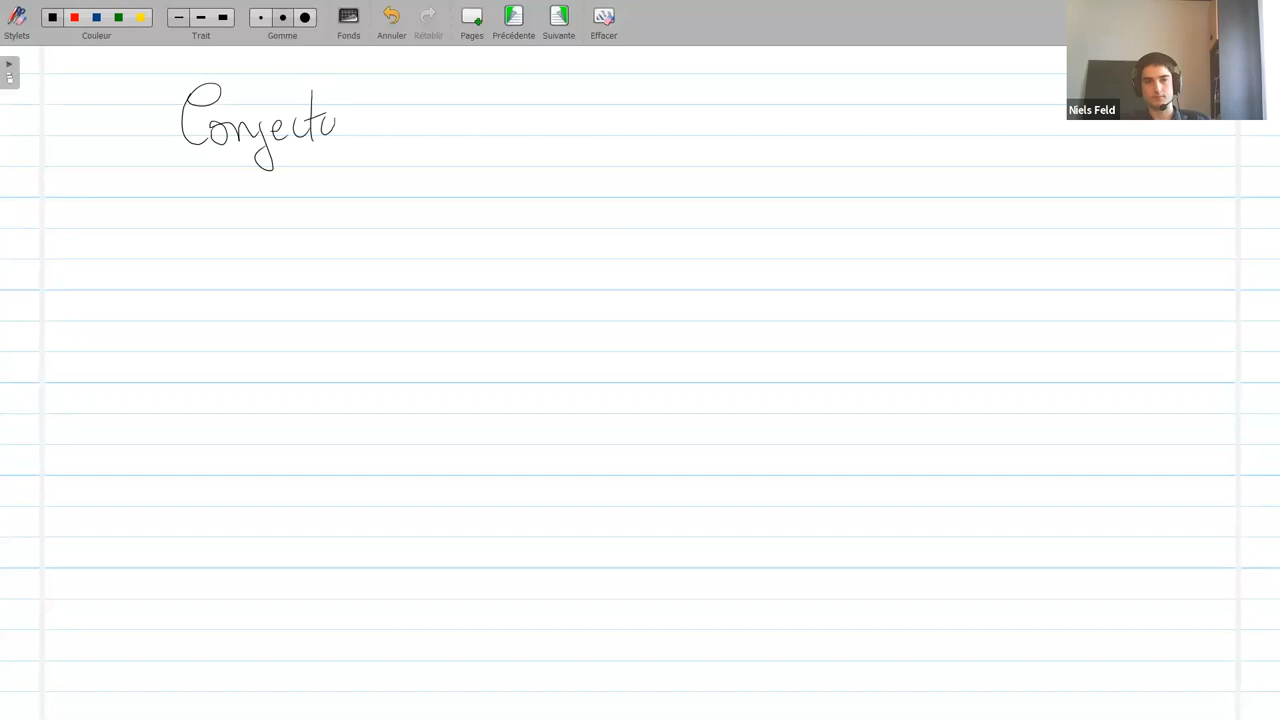 Stylets
Couleur
Trait
Gomme
Fonds
Annuler
Rétablir
Pages
Précédente
Suivante
Effacer
Niels Feld
Conjectu